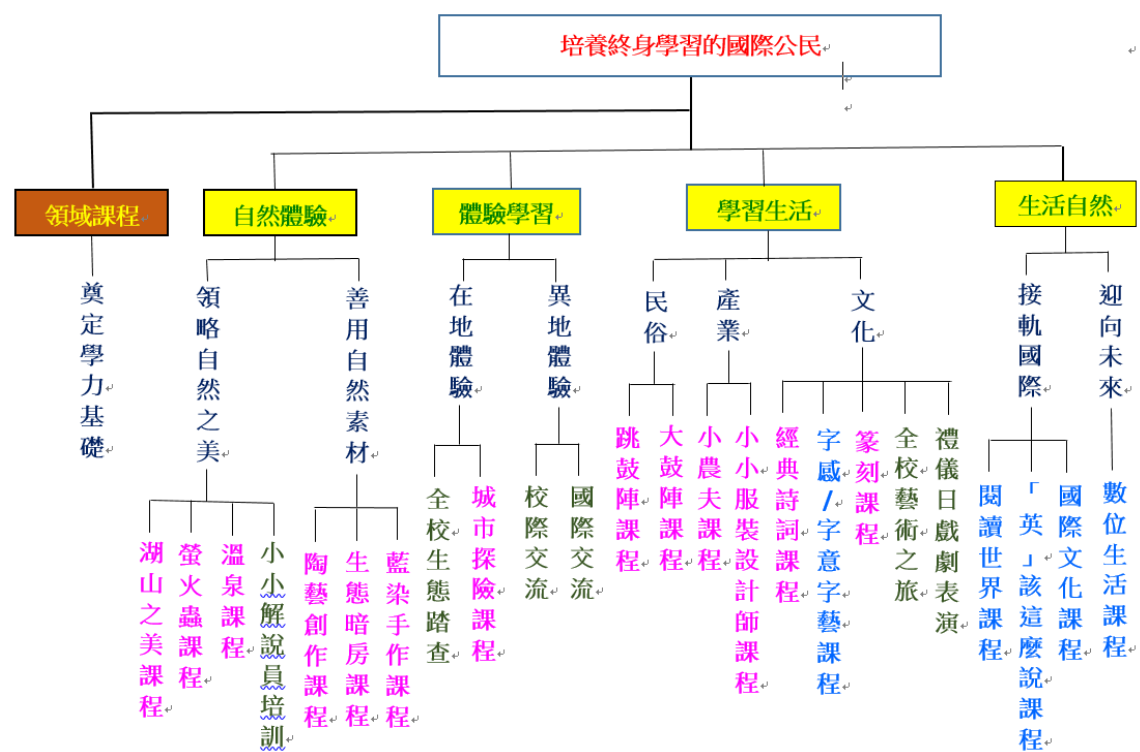 培養終身學習的國際公民
領域課程
自然體驗
體驗學習
學習生活
生活自然
奠定學力基礎
領略自然之美
善用自然素材
在地體驗
異地體驗
民俗
產業
文化
接軌國際
迎向未來
湖山之美課程
螢火蟲課程
溫泉課程
小小解說員培訓
陶藝創作課程
生態暗房課程
藍染手作課程
全校生態踏查
城市探險課程
校際交流
國際交流
跳鼓陣課程
大鼓陣課程
小農夫課程
小小服裝設計師課程
經典詩詞課程
字感/字意字藝課程
篆刻課程
全校藝術之旅
禮儀日戲劇表演
閱讀世界課程
「英」該這麼說課程
國際文化課程
數位生活課程